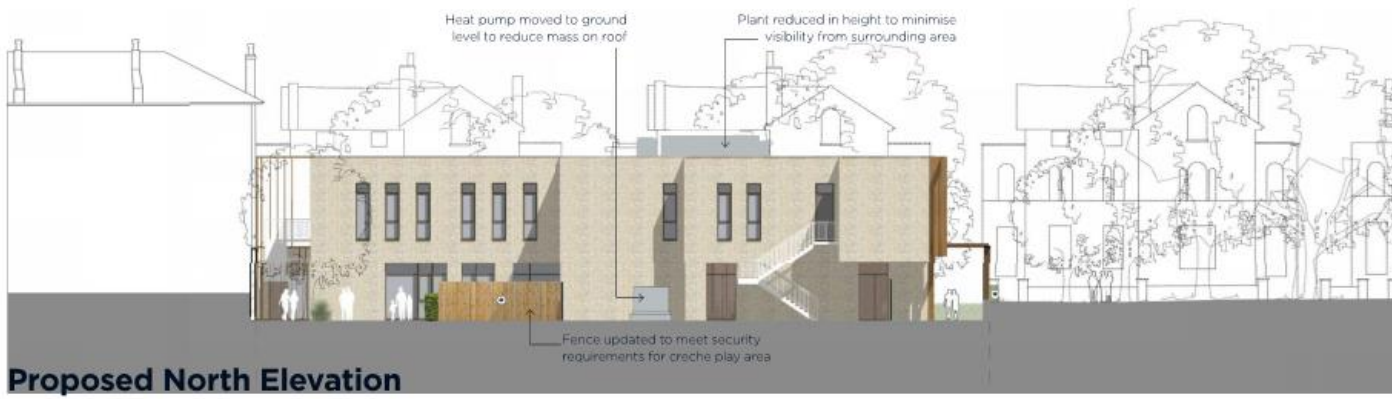 Heat pump moved to ground
level to reduce mass on roof
Plant reduced in height to minimise
visibility from surrounding area
Fence updated to meet security
requirements for creche play area
Proposed North Elevation